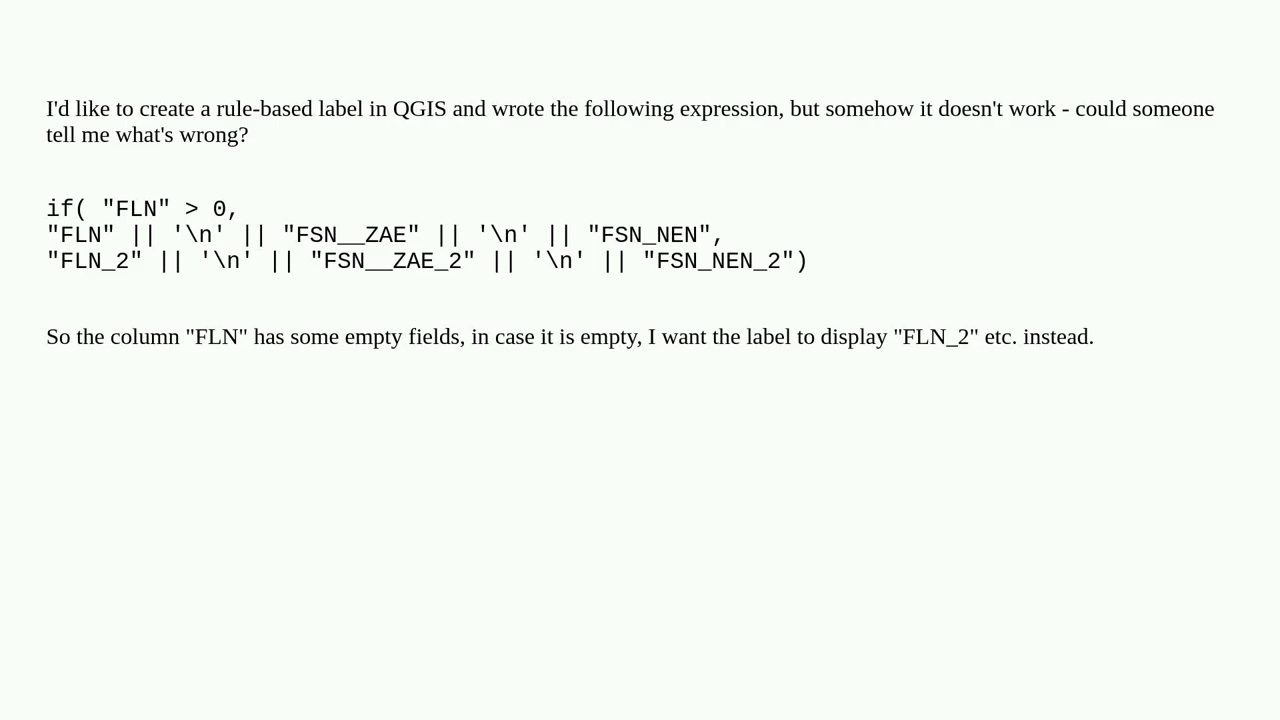 I'd like to create a rule-based label in QGIS and wrote the following expression, but somehow it doesn't work - could someone
tell me what's wrong?
if( "FLN" > 0,
"FLN" || '\n' || "FSN__ZAE" || '\n' || "FSN_NEN",
"FLN_2" || '\n' || "FSN__ZAE_2" || '\n' || "FSN_NEN_2")
So the column "FLN" has some empty fields, in case it is empty, I want the label to display "FLN_2" etc. instead.